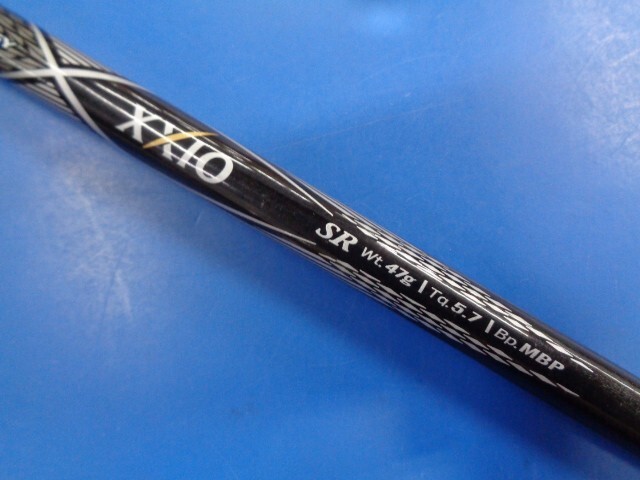 XXIO
SR Wt.47g | Tq.5.7 | Bp.MBP